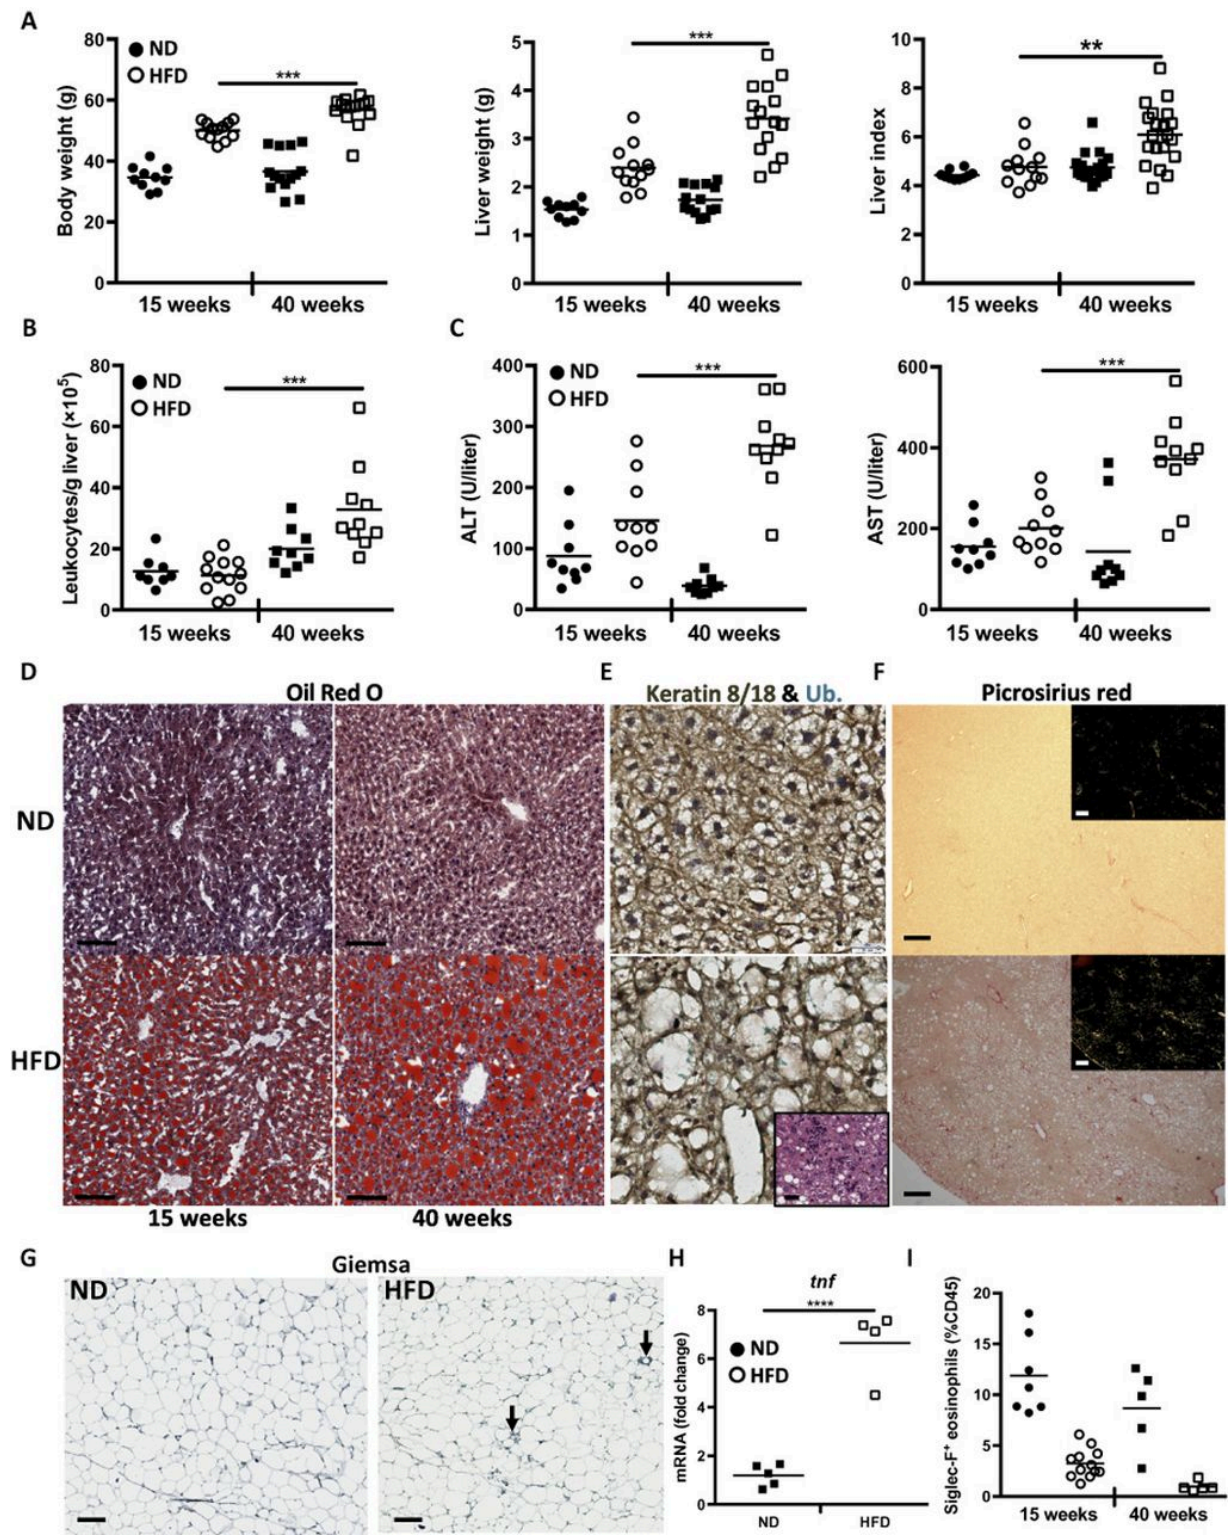 A
Body weight (g)
80
60
40
20
0
ND
HFD
***
15 weeks
40 weeks
Liver weight (g)
5
4
3
2
1
0
***
15 weeks
40 weeks
Liver index
10
8
6
4
2
0
**
15 weeks
40 weeks
B
Leukocytes/g liver (×10⁵)
80
60
40
20
0
ND
HFD
***
15 weeks
40 weeks
C
ALT (U/liter)
400
300
200
100
0
ND
HFD
***
15 weeks
40 weeks
AST (U/liter)
600
400
200
0
***
15 weeks
40 weeks
D
Oil Red O
ND
HFD
15 weeks
40 weeks
E
Keratin 8/18 & Ub.
F
Picrosirius red
G
Giemsa
ND
HFD
H
tnf
mRNA (fold change)
8
6
4
2
0
****
ND
HFD
ND
HFD
I
Siglec-F⁺ eosinophils (%CD45)
20
15
10
5
0
15 weeks
40 weeks